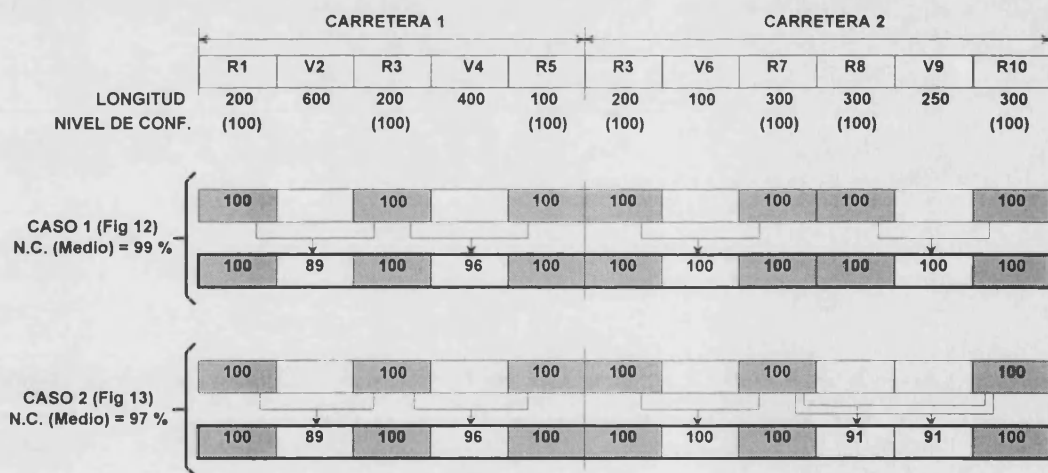 CARRETERA 1 CARRETERA 2
R1 V2 R3 V4 R5 R3 V6 R7 R8 V9 R10
LONGITUD 200 600 200 400 100 200 100 300 300 250 300
NIVEL DE CONF. (100) (100) (100) (100) (100) (100) (100)
100 100 100 100 100 100 100
CASO 1 (Fig 12)
N.C. (Medio) = 99 %
100 89 100 96 100 100 100 100 100 100 100
100 100 100 100 100 100
CASO 2 (Fig 13)
N.C. (Medio) = 97 %
100 89 100 96 100 100 100 100 91 91 100